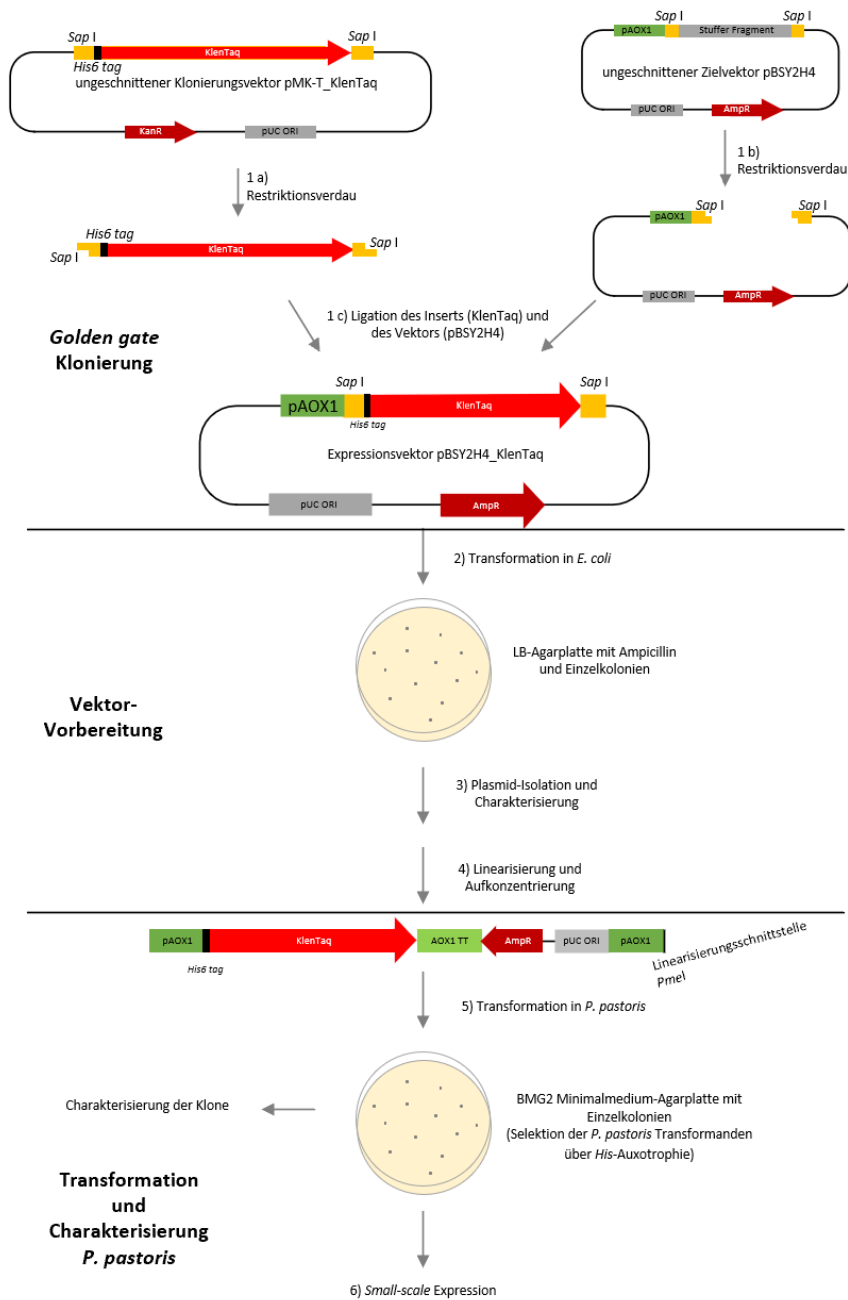 Sap I
KlenTaq
His6 tag
ungeschnittener Klonierungsvektor pMK-T_KlenTaq
KanR
pUC ORI
pAOX1
Sap I
Sap I
Stuffer Fragment
ungeschnittener Zielvektor pBSY2H4
pUC ORI
AmpR
1 a)
Restriktionsverdau
1 b)
Restriktionsverdau
His6 tag
Sap I
KlenTaq
Sap I
pAOX1
Sap I
Sap I
pUC ORI
AmpR
1 c) Ligation des Inserts (KlenTaq) und
des Vektors (pBSY2H4)
Golden gate
Klonierung
Sap I
Sap I
pAOX1
KlenTaq
His6 tag
Expressionsvektor pBSY2H4_KlenTaq
pUC ORI
AmpR
2) Transformation in E. coli
LB-Agarplatte mit Ampicillin
und Einzelkolonien
Vektor-
Vorbereitung
3) Plasmid-Isolation und
Charakterisierung
4) Linearisierung und
Aufkonzentrierung
pAOX1
KlenTaq
AOX1 TT
AmpR
pUC ORI
pAOX1
His6 tag
Linearisierungsschnittstelle
PmeI
5) Transformation in P. pastoris
Charakterisierung der Klone
BMG2 Minimalmedium-Agarplatte mit
Einzelkolonien
(Selektion der P. pastoris Transformanden
über His-Auxotrophie)
Transformation
und
Charakterisierung
P. pastoris
6) Small-scale Expression